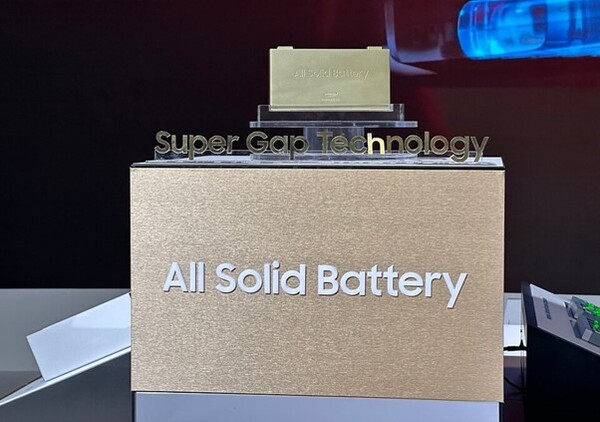 All Solid Battery
Super Gap Technology
All Solid Battery